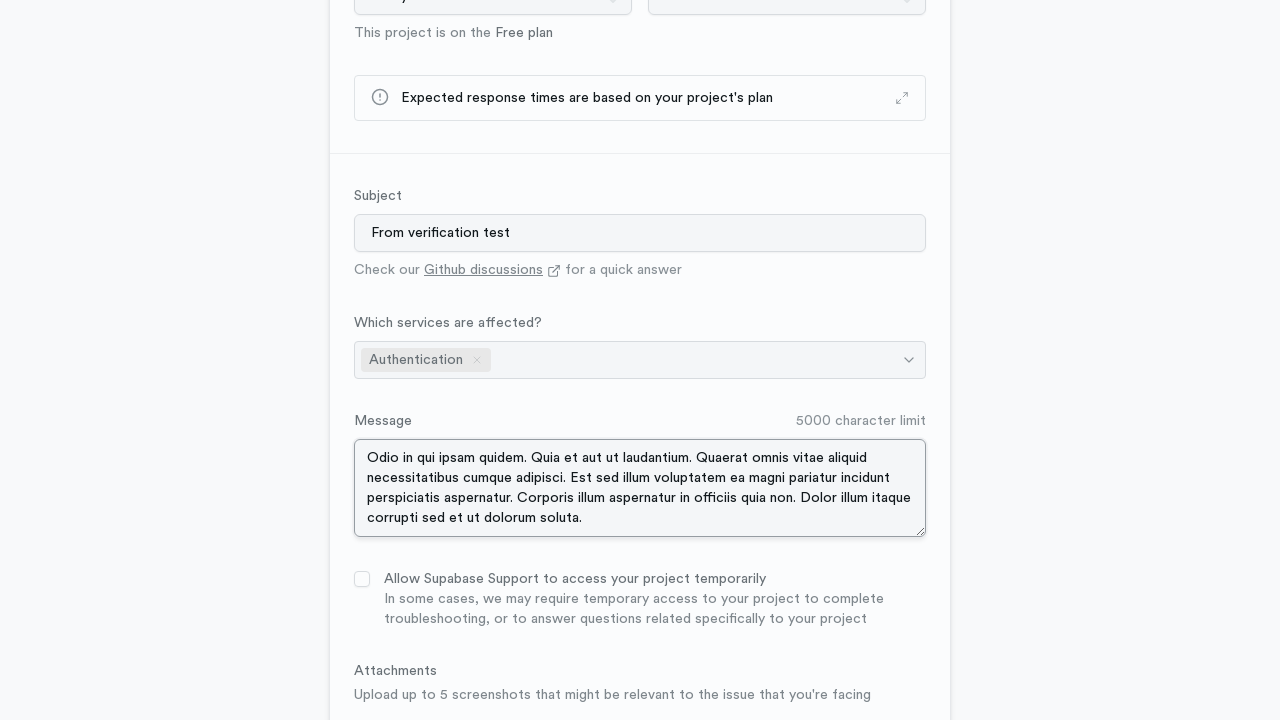 This project is on the Free plan
Expected response times are based on your project's plan
Subject
From verification test
Check our Github discussions for a quick answer
Which services are affected?
Authentication
Message 5000 character limit
Odio in qui ipsam quidem. Quia et aut ut laudantium. Quaerat omnis vitae aliquid
necessitatibus cumque adipisci. Est sed illum voluptatem ea magni pariatur incidunt
perspiciatis aspernatur. Corporis illum aspernatur in officiis quia non. Dolor illum itaque
corrupti sed et ut dolorum soluta.
Allow Supabase Support to access your project temporarily
In some cases, we may require temporary access to your project to complete
troubleshooting, or to answer questions related specifically to your project
Attachments
Upload up to 5 screenshots that might be relevant to the issue that you're facing